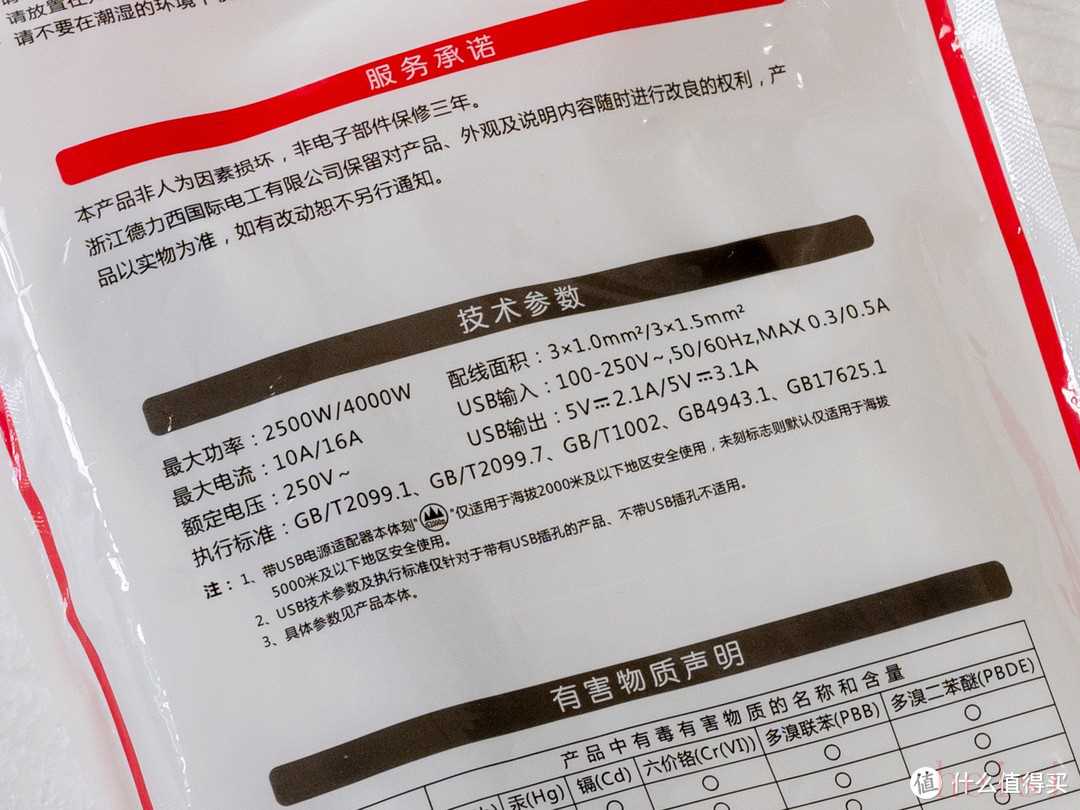 请放置在
请不要在潮湿的环境下
服务承诺
本产品非人为因素损坏，非电子部件保修三年。
浙江德力西国际电工有限公司保留对产品、外观及说明内容随时进行改良的权利，产
品以实物为准，如有改动恕不另行通知。
技术参数
最大功率：2500W/4000W 配线面积：3×1.0mm²/3×1.5mm²
最大电流：10A/16A USB输入：100-250V~,50/60Hz,MAX 0.3/0.5A
额定电压：250V~ USB输出：5V⎓2.1A/5V⎓3.1A
执行标准：GB/T2099.1、GB/T2099.7、GB/T1002、GB4943.1、GB17625.1
注：1、带USB电源适配器本体刻"≤2000m"仅适用于海拔2000米及以下地区安全使用，未刻标志则默认仅适用于海拔
5000米及以下地区安全使用。
2、USB技术参数及执行标准仅针对于带有USB插孔的产品、不带USB插孔不适用。
3、具体参数见产品本体。
有害物质声明
产品中有毒有害物质的名称和含量
汞(Hg) 镉(Cd) 六价铬(Cr(VI)) 多溴联苯(PBB) 多溴二苯醚(PBDE)
值 什么值得买